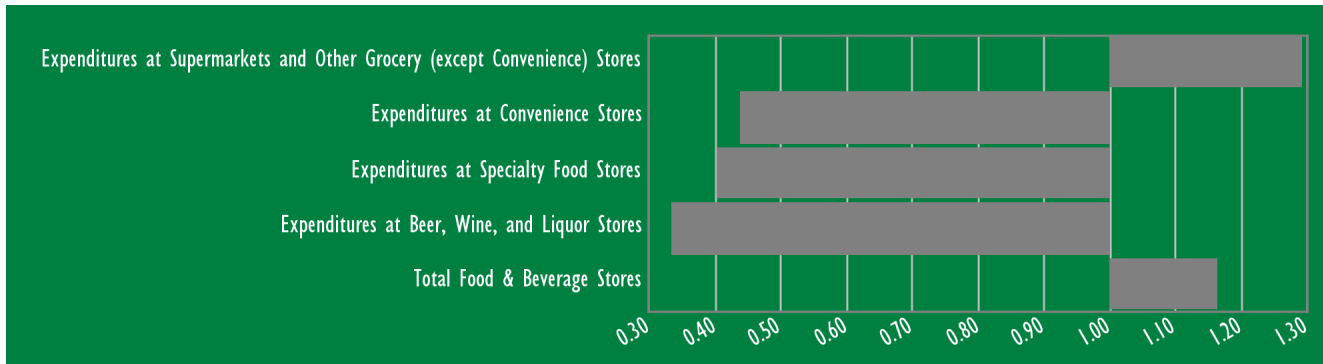 Expenditures at Supermarkets and Other Grocery (except Convenience) Stores
Expenditures at Convenience Stores
Expenditures at Specialty Food Stores
Expenditures at Beer, Wine, and Liquor Stores
Total Food & Beverage Stores
0.30 0.40 0.50 0.60 0.70 0.80 0.90 1.00 1.10 1.20 1.30